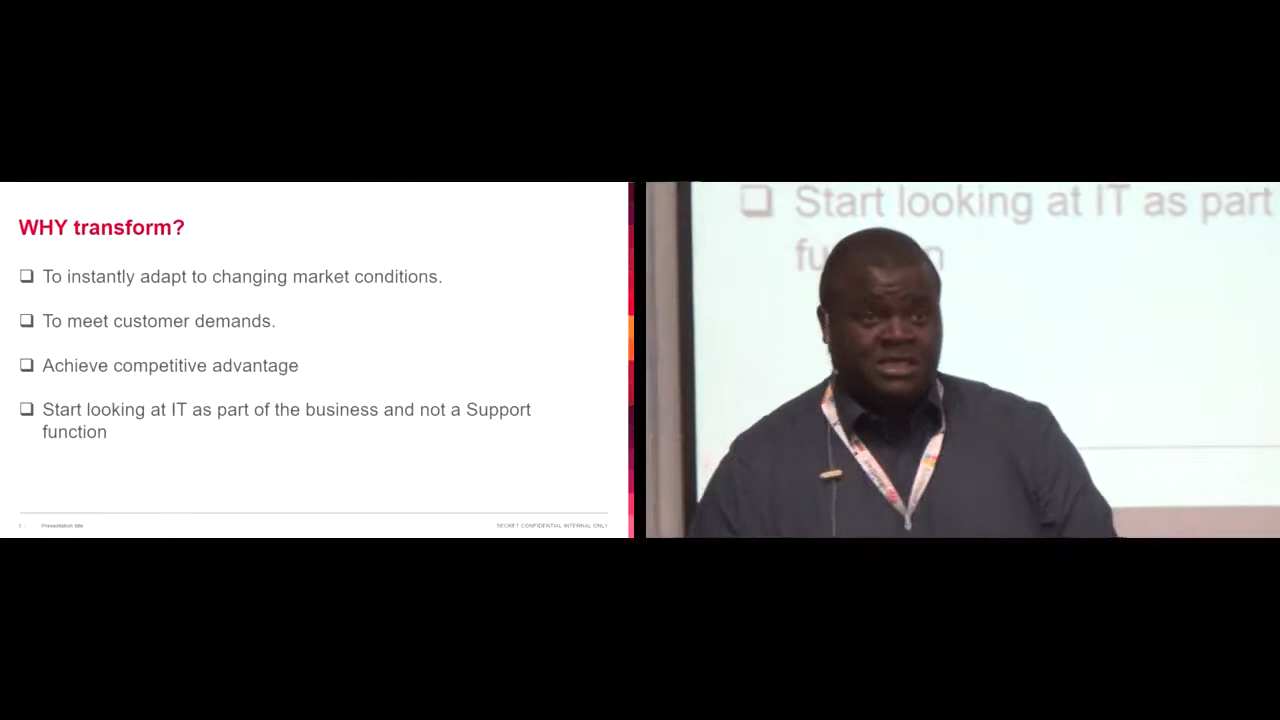 WHY transform?
❑ To instantly adapt to changing market conditions.
❑ To meet customer demands.
❑ Achieve competitive advantage
❑ Start looking at IT as part of the business and not a Support
function
Presentation title
SECRET CONFIDENTIAL INTERNAL ONLY
❑ Start looking at IT as part